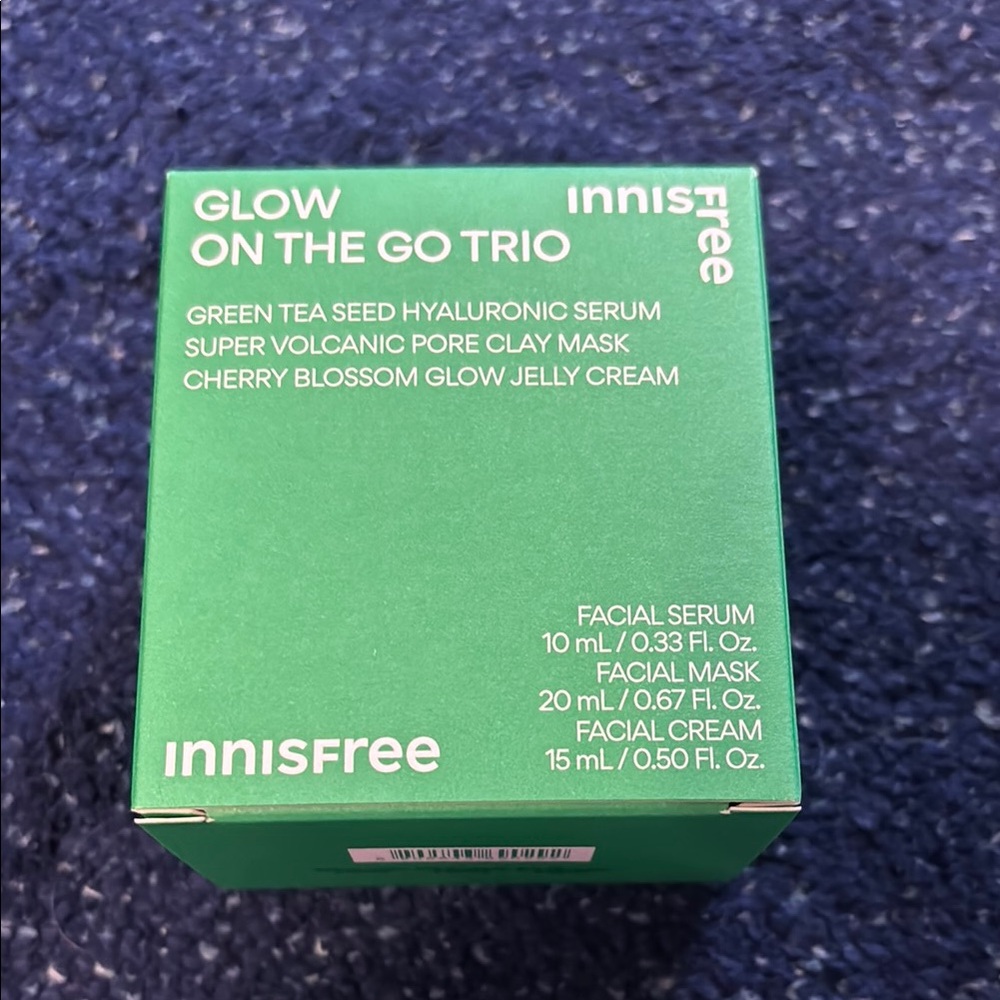 GLOW
ON THE GO TRIO
INNISFree
GREEN TEA SEED HYALURONIC SERUM
SUPER VOLCANIC PORE CLAY MASK
CHERRY BLOSSOM GLOW JELLY CREAM
FACIAL SERUM
10 mL / 0.33 Fl. Oz.
FACIAL MASK
20 mL / 0.67 Fl. Oz.
FACIAL CREAM
15 mL / 0.50 Fl. Oz.
INNISFree